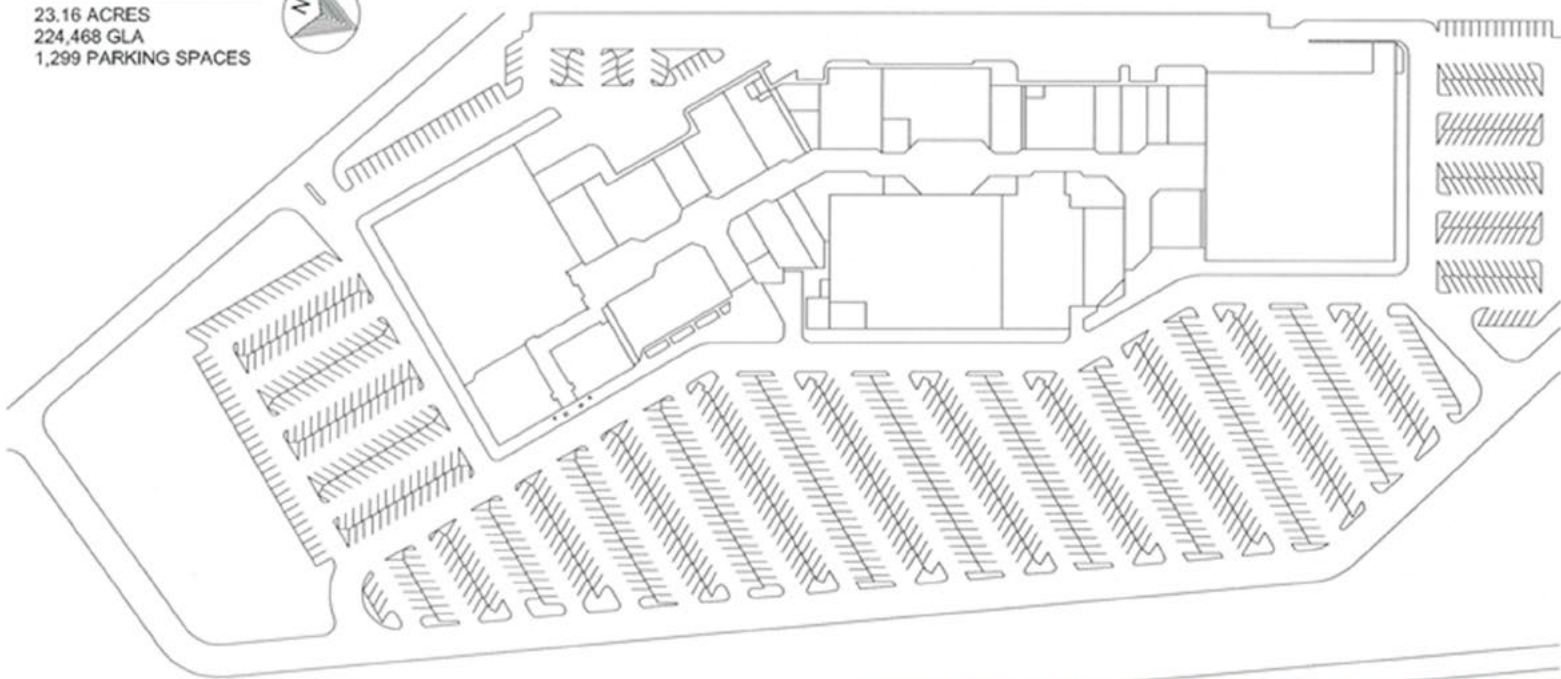 23.16 ACRES
224,468 GLA
1,299 PARKING SPACES
N